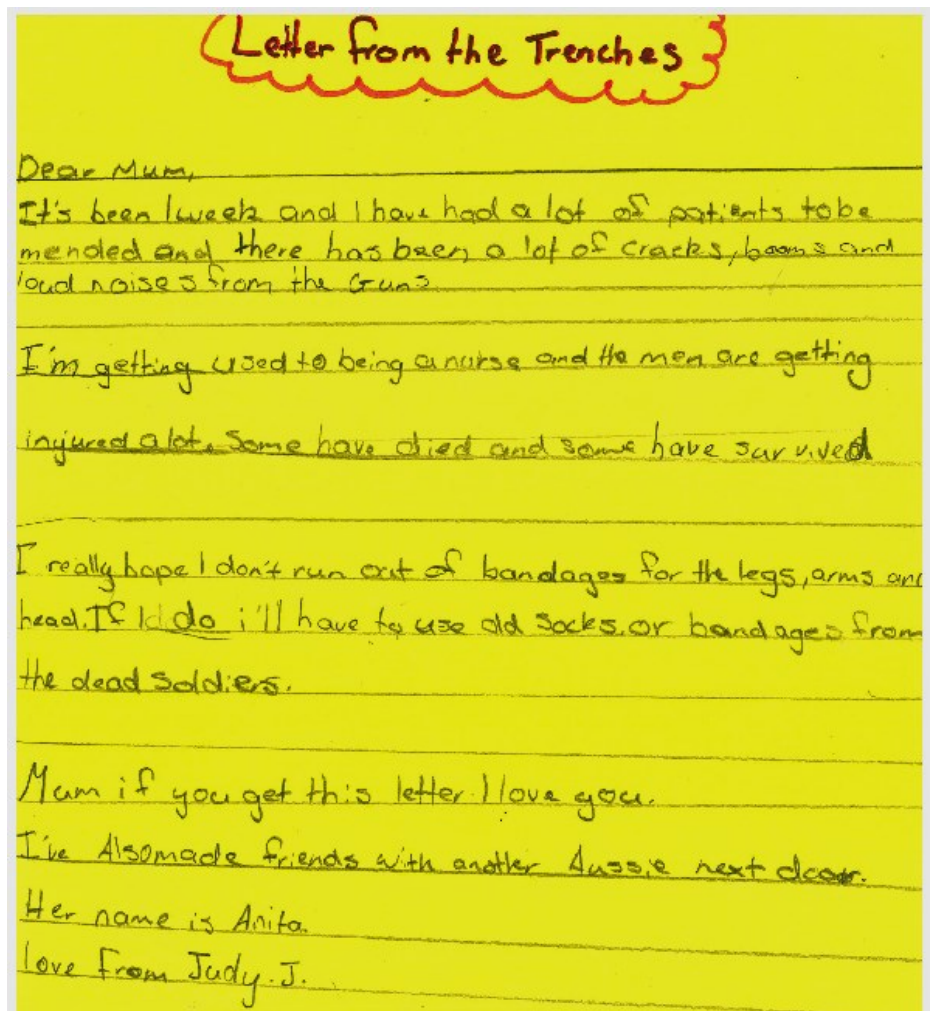 Letter from the Trenches
Dear Mum,
It's been 1 week and I have had a lot of patients to be
mended and there has been a lot of cracks, booms and
loud noises from the Guns.
I'm getting used to being a nurse and the men are getting
injured a lot. Some have died and some have survived
I really hope I don't run out of bandages for the legs, arms and
head. If I do i'll have to use old socks, or bandages from
the dead soldiers.
Mum if you get this letter I love you.
I've Also made friends with another Aussie next door.
Her name is Anita.
love from Judy. J.